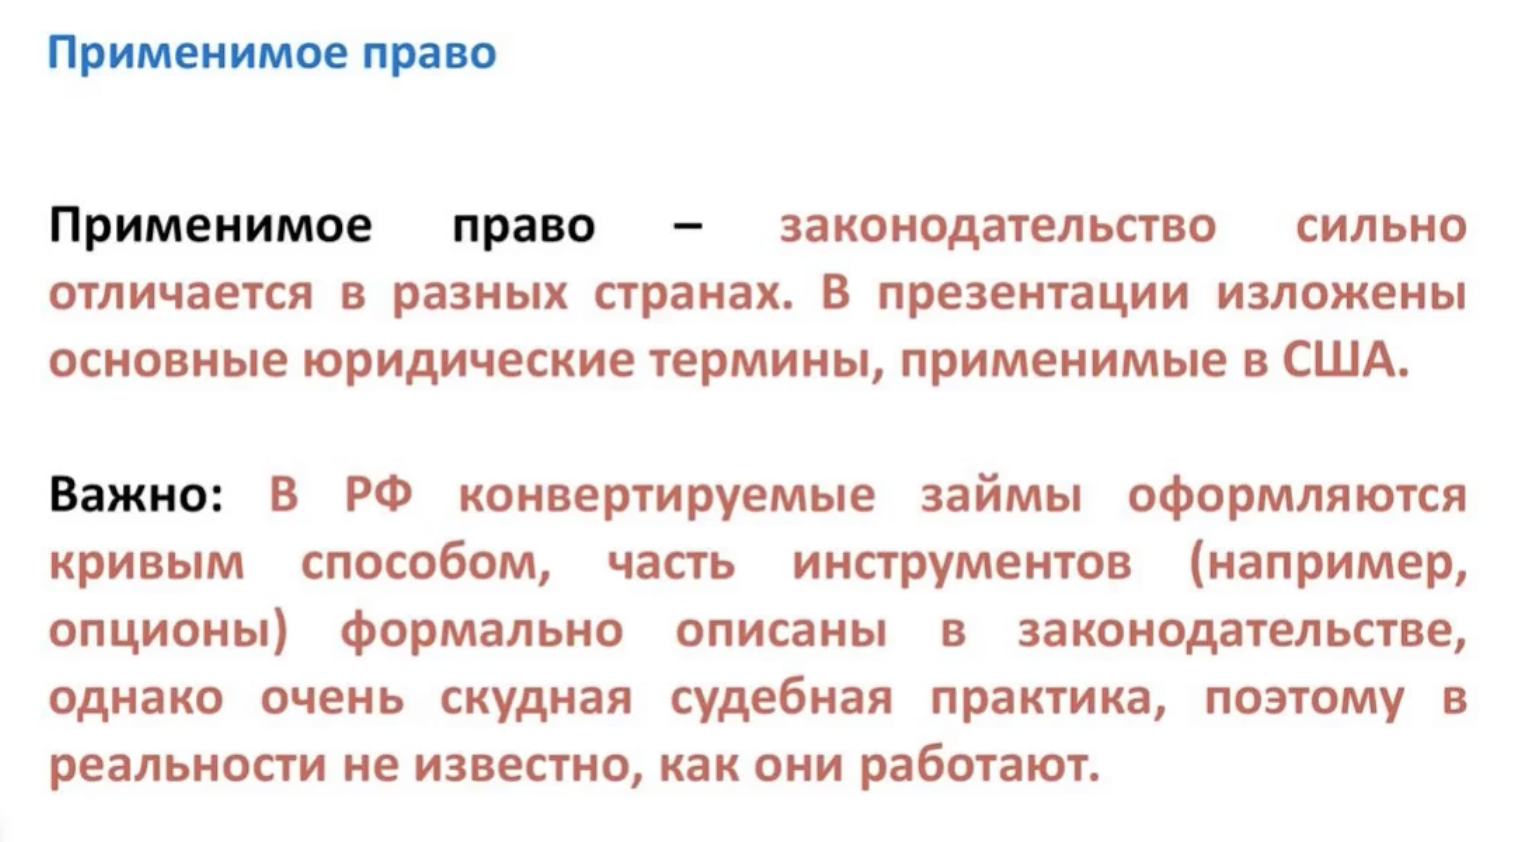 Применимое право
Применимое право – законодательство сильно
отличается в разных странах. В презентации изложены
основные юридические термины, применимые в США.
Важно: В РФ конвертируемые займы оформляются
кривым способом, часть инструментов (например,
опционы) формально описаны в законодательстве,
однако очень скудная судебная практика, поэтому в
реальности не известно, как они работают.